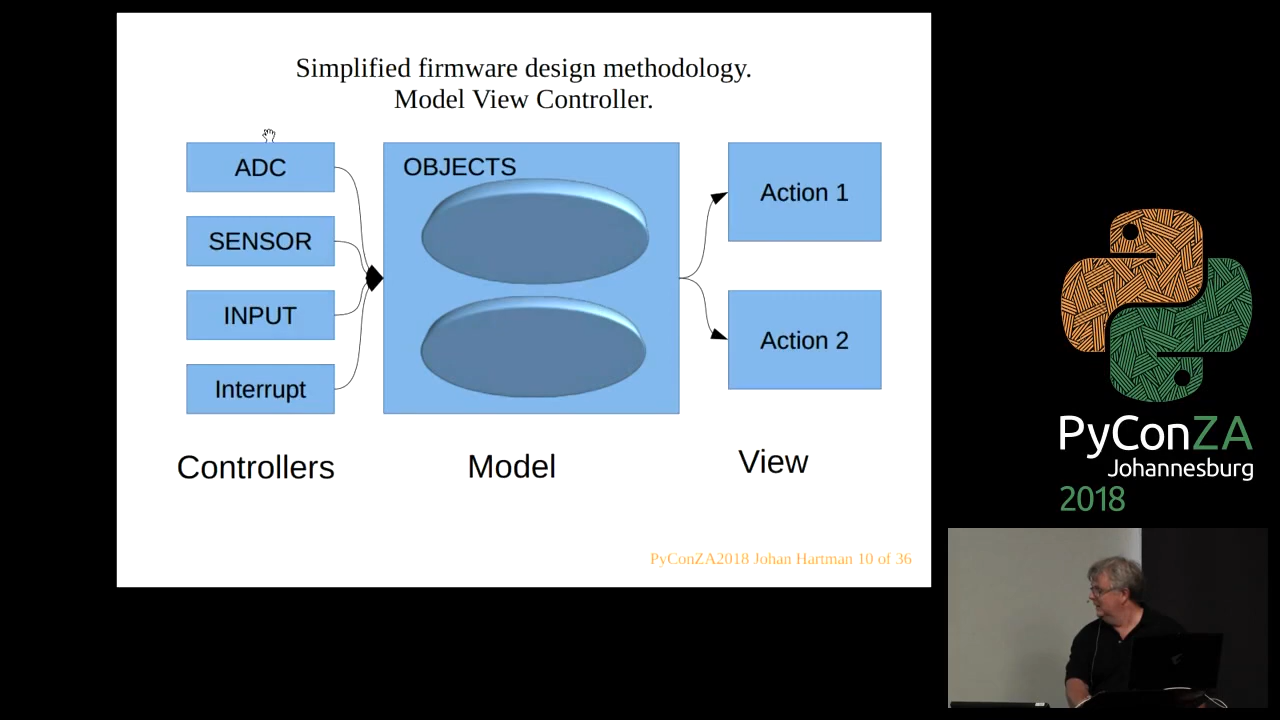 Simplified firmware design methodology.
Model View Controller.
ADC
SENSOR
INPUT
Interrupt
OBJECTS
Action 1
Action 2
Controllers
Model
View
PyConZA2018 Johan Hartman 10 of 36
PyConZA
Johannesburg
2018